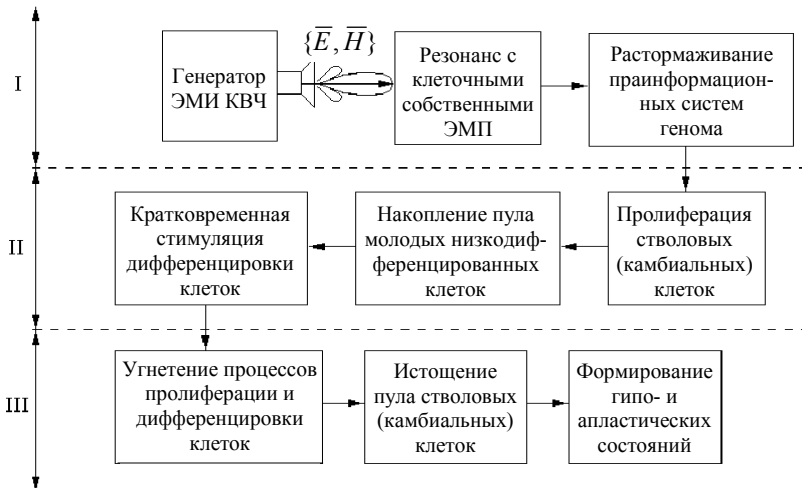 I
Генератор
ЭМИ КВЧ
{E̅, H̅}
Резонанс с
клеточными
собственными
ЭМП
Растормаживание
праинформацион-
ных систем
генома
II
Кратковременная
стимуляция
дифференцировки
клеток
Накопление пула
молодых низкодиф-
ференцированных
клеток
Пролиферация
стволовых
(камбиальных)
клеток
III
Угнетение процессов
пролиферации и
дифференцировки
клеток
Истощение
пула стволовых
(камбиальных)
клеток
Формирование
гипо- и
апластических
состояний